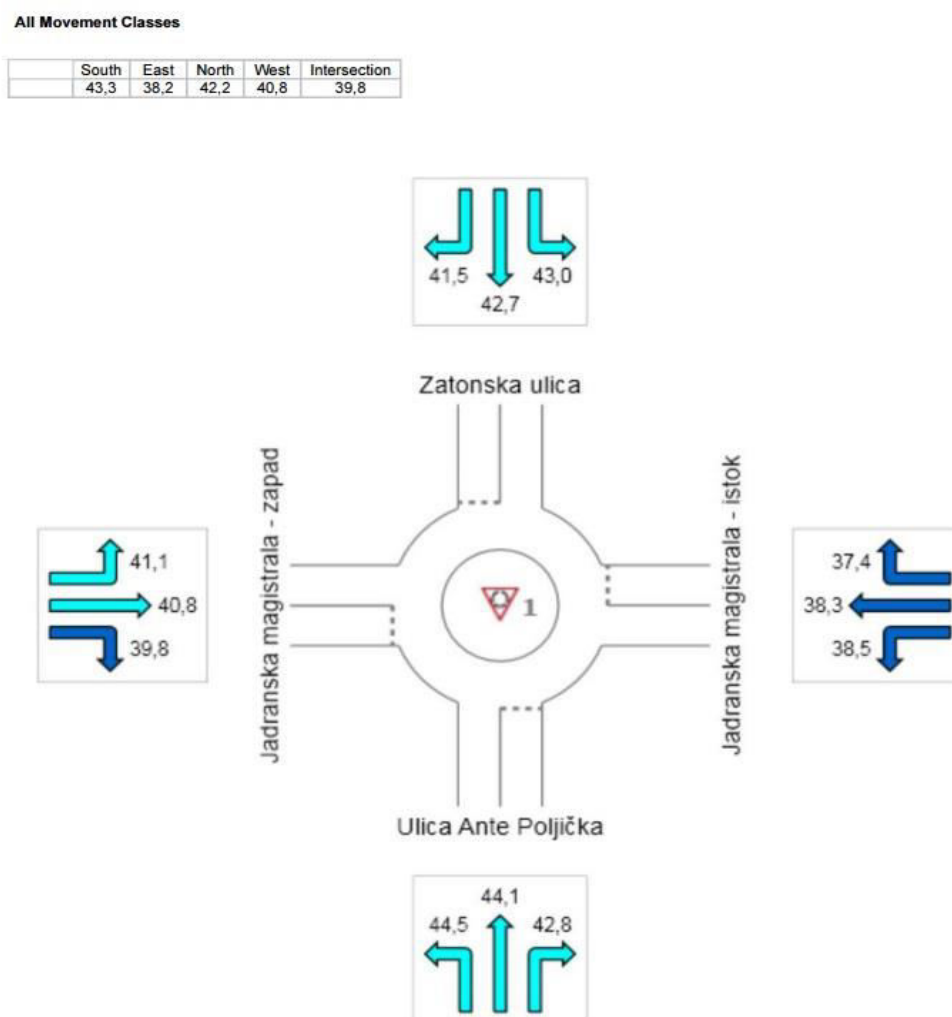 All Movement Classes
South East North West Intersection
43,3 38,2 42,2 40,8 39,8
41,5 43,0
42,7
Zatonska ulica
Jadranska magistrala - zapad
Jadranska magistrala - istok
41,1
40,8
39,8
1
37,4
38,3
38,5
Ulica Ante Poljička
44,1
44,5 42,8